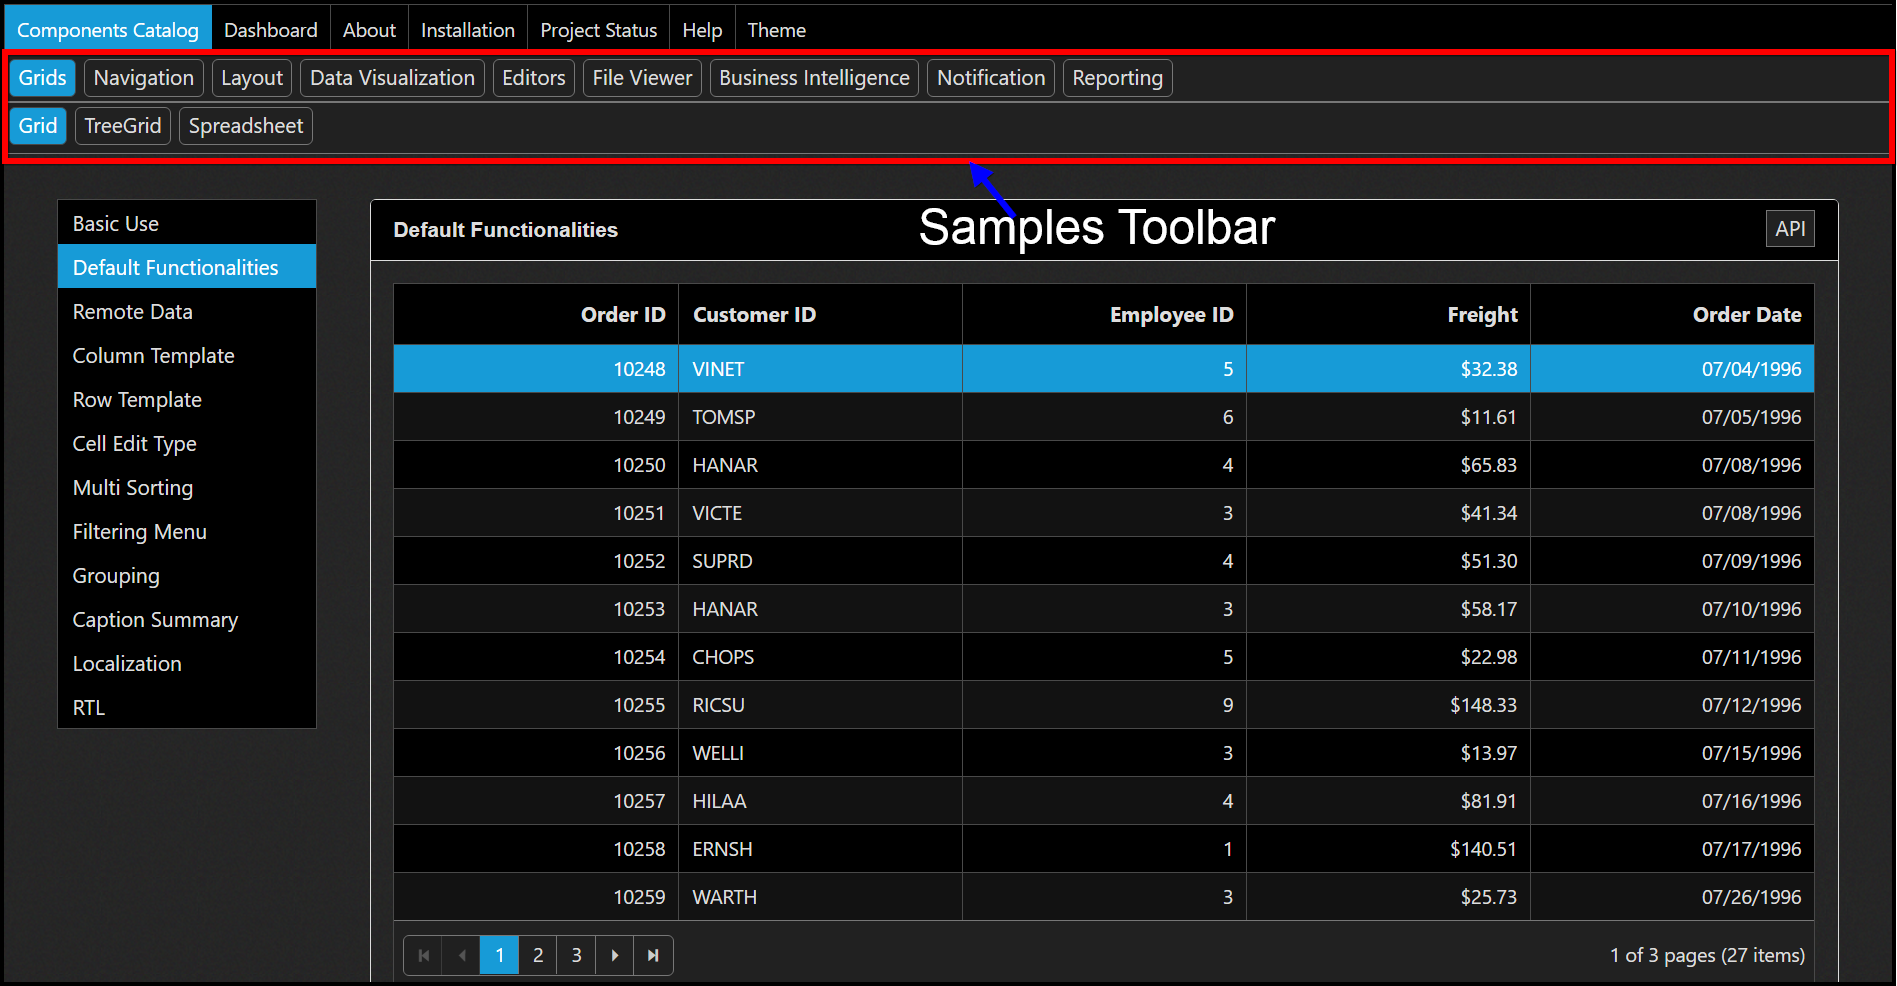 Components Catalog Dashboard About Installation Project Status Help Theme
Grids Navigation Layout Data Visualization Editors File Viewer Business Intelligence Notification Reporting
Grid TreeGrid Spreadsheet
Samples Toolbar
Basic Use
Default Functionalities
Remote Data
Column Template
Row Template
Cell Edit Type
Multi Sorting
Filtering Menu
Grouping
Caption Summary
Localization
RTL
Default Functionalities API
Order ID Customer ID Employee ID Freight Order Date
10248 VINET 5 $32.38 07/04/1996
10249 TOMSP 6 $11.61 07/05/1996
10250 HANAR 4 $65.83 07/08/1996
10251 VICTE 3 $41.34 07/08/1996
10252 SUPRD 4 $51.30 07/09/1996
10253 HANAR 3 $58.17 07/10/1996
10254 CHOPS 5 $22.98 07/11/1996
10255 RICSU 9 $148.33 07/12/1996
10256 WELLI 3 $13.97 07/15/1996
10257 HILAA 4 $81.91 07/16/1996
10258 ERNSH 1 $140.51 07/17/1996
10259 WARTH 3 $25.73 07/26/1996
1 2 3 1 of 3 pages (27 items)